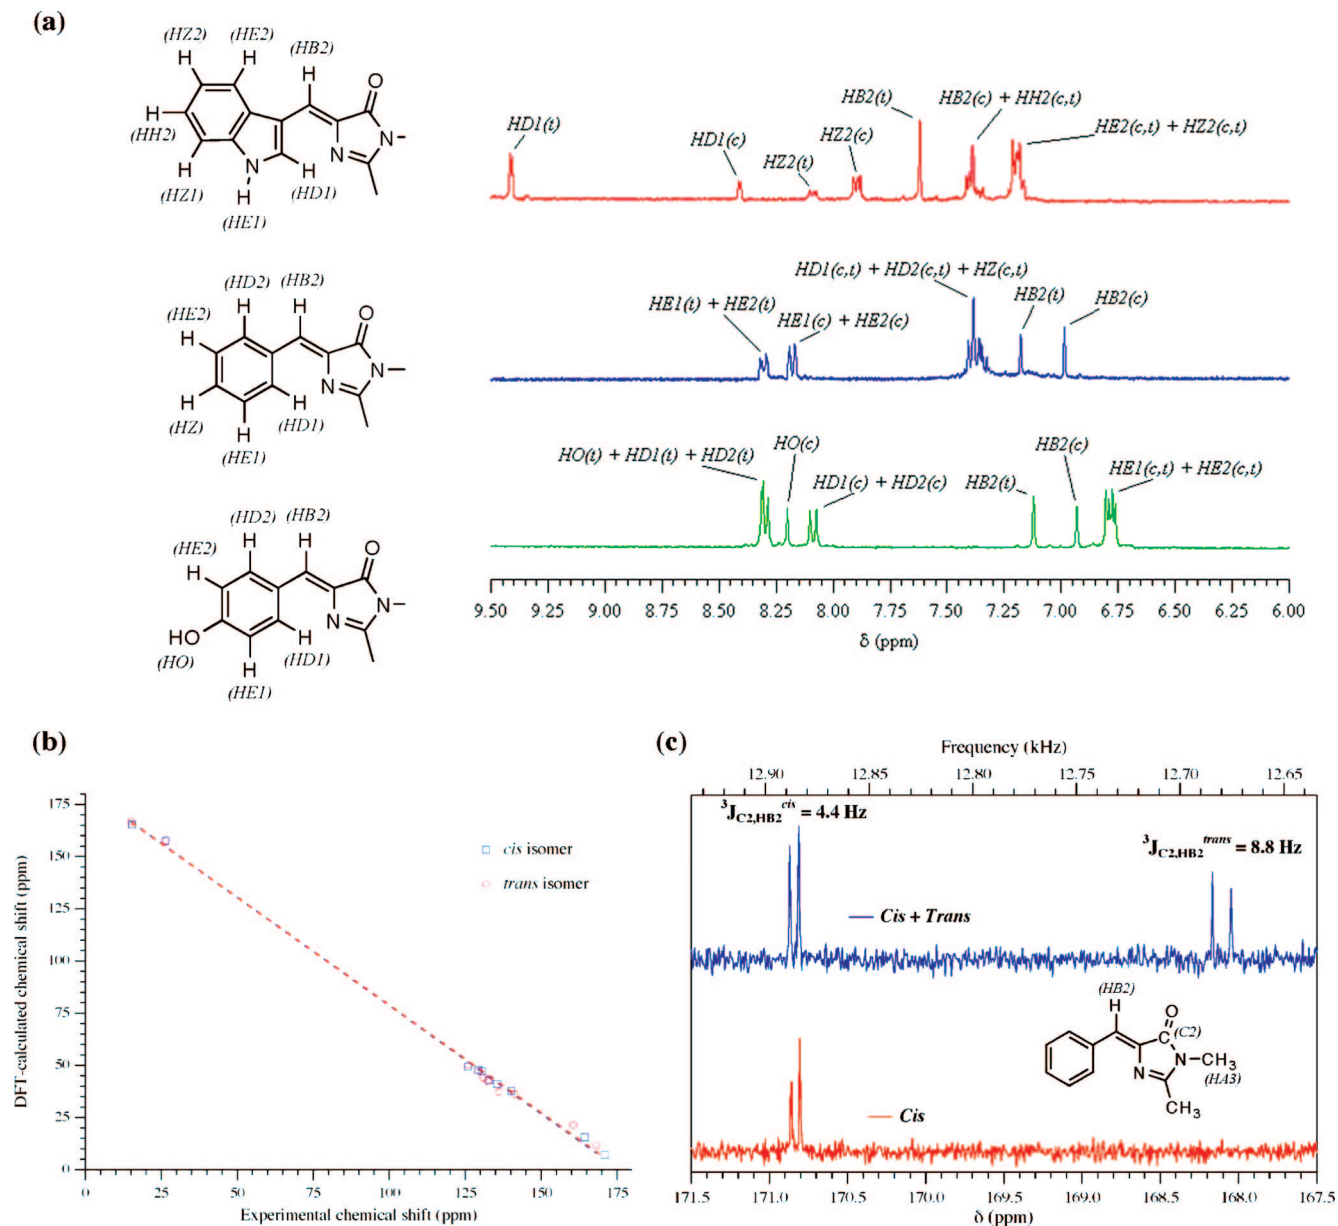 (a)
(HZ2)
(HE2)
(HB2)
H
H
H
O
H
(HH2)
N
N
H
N
H
(HZ1)
H
(HD1)
(HE1)
HD1(t)
HD1(c)
HZ2(t)
HZ2(c)
HB2(t)
HB2(c) + HH2(c,t)
HE2(c,t) + HZ2(c,t)
(HD2)
(HB2)
(HE2)
H
H
O
H
N
N
H
H
H
(HZ)
(HD1)
(HE1)
HE1(t) + HE2(t)
HE1(c) + HE2(c)
HD1(c,t) + HD2(c,t) + HZ(c,t)
HB2(t)
HB2(c)
(HD2)
(HB2)
(HE2)
H
H
O
H
N
N
HO
H
H
(HO)
(HD1)
(HE1)
HO(t) + HD1(t) + HD2(t)
HO(c)
HD1(c) + HD2(c)
HB2(t)
HB2(c)
HE1(c,t) + HE2(c,t)
9.50 9.25 9.00 8.75 8.50 8.25 8.00 7.75 7.50 7.25 7.00 6.75 6.50 6.25 6.00
δ (ppm)
(b)
175
150
125
100
75
50
25
0
0 25 50 75 100 125 150 175
DFT-calculated chemical shift (ppm)
Experimental chemical shift (ppm)
cis isomer
trans isomer
(c)
Frequency (kHz)
12.90 12.85 12.80 12.75 12.70 12.65
³J_C2,HB2^cis = 4.4 Hz
³J_C2,HB2^trans = 8.8 Hz
Cis + Trans
(HB2)
H
O
(C2)
N
CH₃
N
(HA3)
CH₃
Cis
171.5 171.0 170.5 170.0 169.5 169.0 168.5 168.0 167.5
δ (ppm)